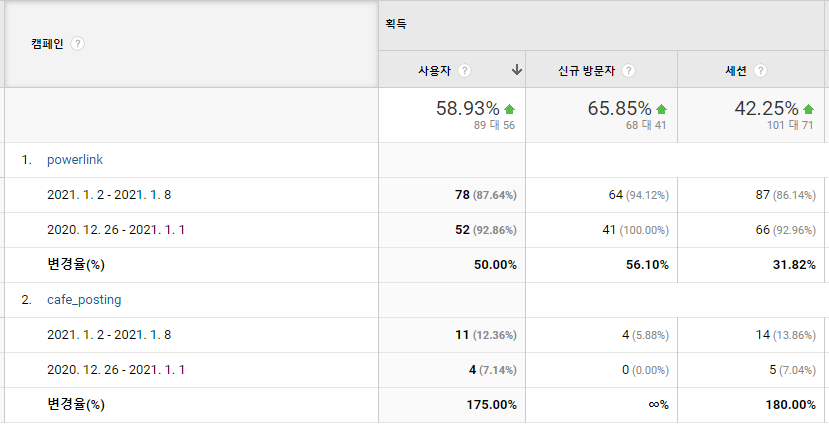 획득
캠페인 ?
사용자 ? 신규 방문자 ? 세션 ?
58.93% 65.85% 42.25%
89 대 56 68 대 41 101 대 71
1. powerlink
2021. 1. 2 - 2021. 1. 8 78 (87.64%) 64 (94.12%) 87 (86.14%)
2020. 12. 26 - 2021. 1. 1 52 (92.86%) 41 (100.00%) 66 (92.96%)
변경율(%) 50.00% 56.10% 31.82%
2. cafe_posting
2021. 1. 2 - 2021. 1. 8 11 (12.36%) 4 (5.88%) 14 (13.86%)
2020. 12. 26 - 2021. 1. 1 4 (7.14%) 0 (0.00%) 5 (7.04%)
변경율(%) 175.00% ∞% 180.00%